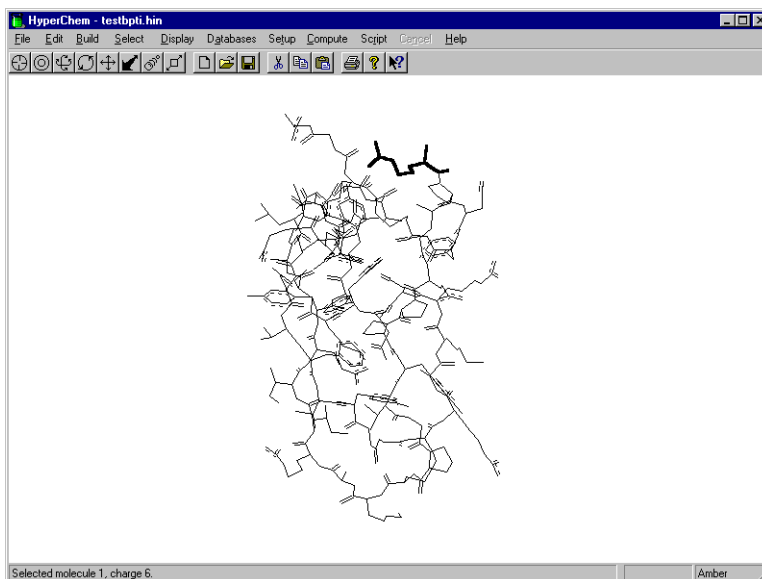 HyperChem - testbpti.hin
File Edit Build Select Display Databases Setup Compute Script Cancel Help
Selected molecule 1, charge 6. Amber